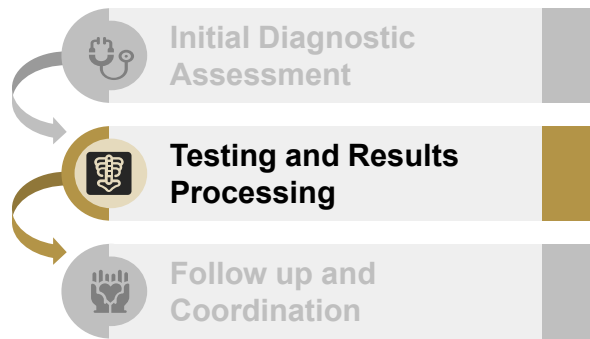 Initial Diagnostic
Assessment
Testing and Results
Processing
Follow up and
Coordination